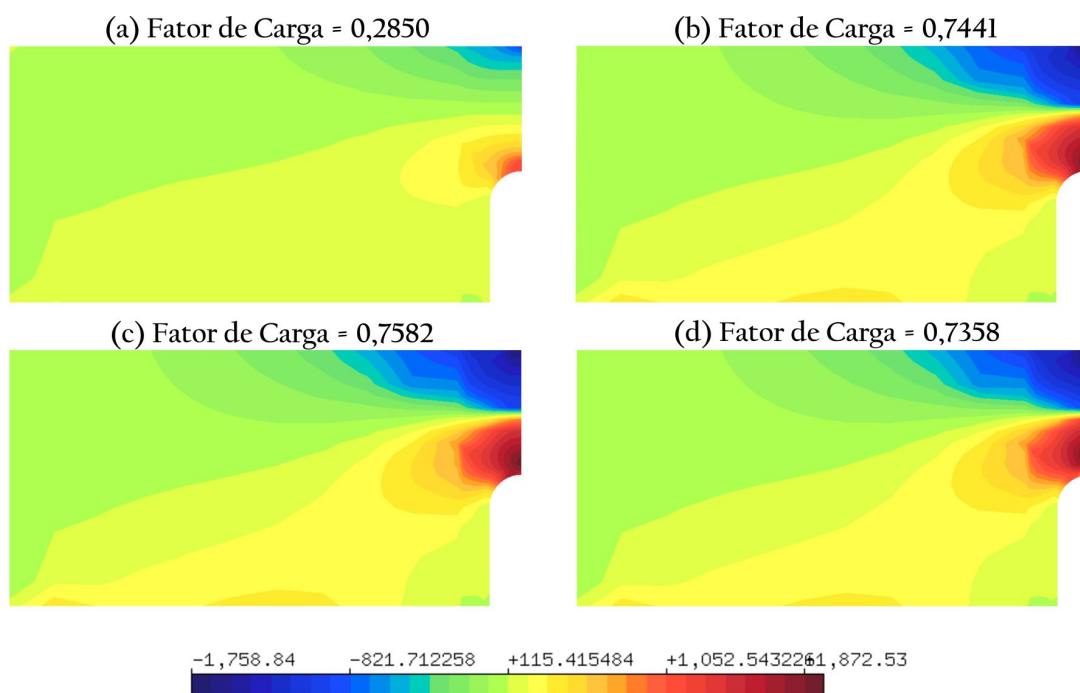 (a) Fator de Carga = 0,2850
(b) Fator de Carga = 0,7441
(c) Fator de Carga = 0,7582
(d) Fator de Carga = 0,7358
-1,758.84 -821.712258 +115.415484 +1,052.543226 +1,872.53